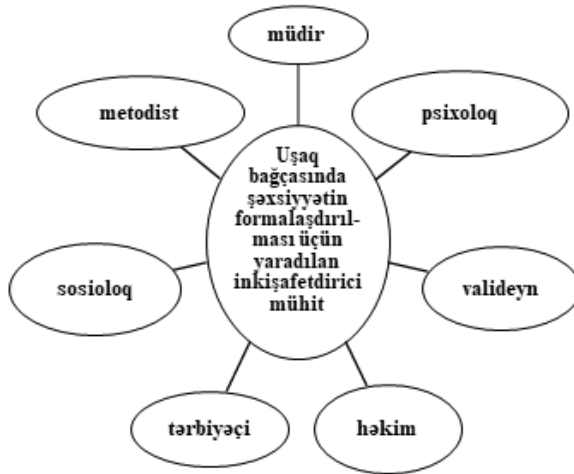 müdir
metodist
psixoloq
Uşaq
bağçasında
şəxsiyyətin
formalaşdırıl-
ması üçün
yaradılan
inkişafetdirici
mühit
sosioloq
valideyn
tərbiyəçi
həkim